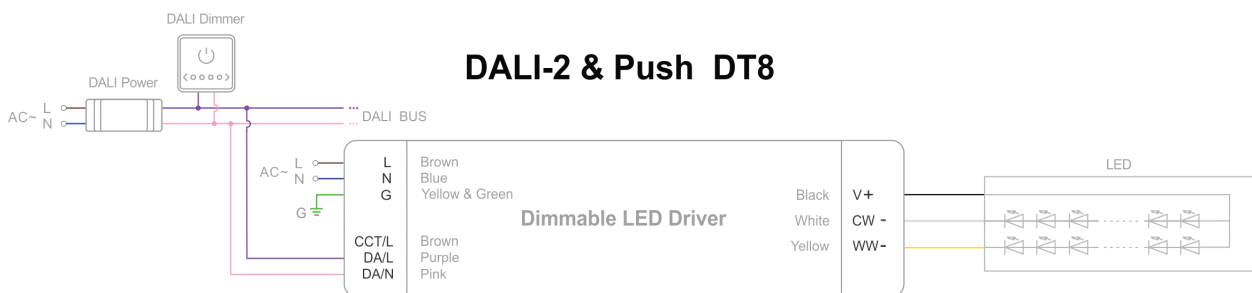 DALI Dimmer
DALI-2 & Push DT8
DALI Power
AC~ L
N
DALI BUS
AC~ L
N
G
L Brown
N Blue
G Yellow & Green
CCT/L Brown
DA/L Purple
DA/N Pink
Dimmable LED Driver
Black V+
White CW -
Yellow WW-
LED